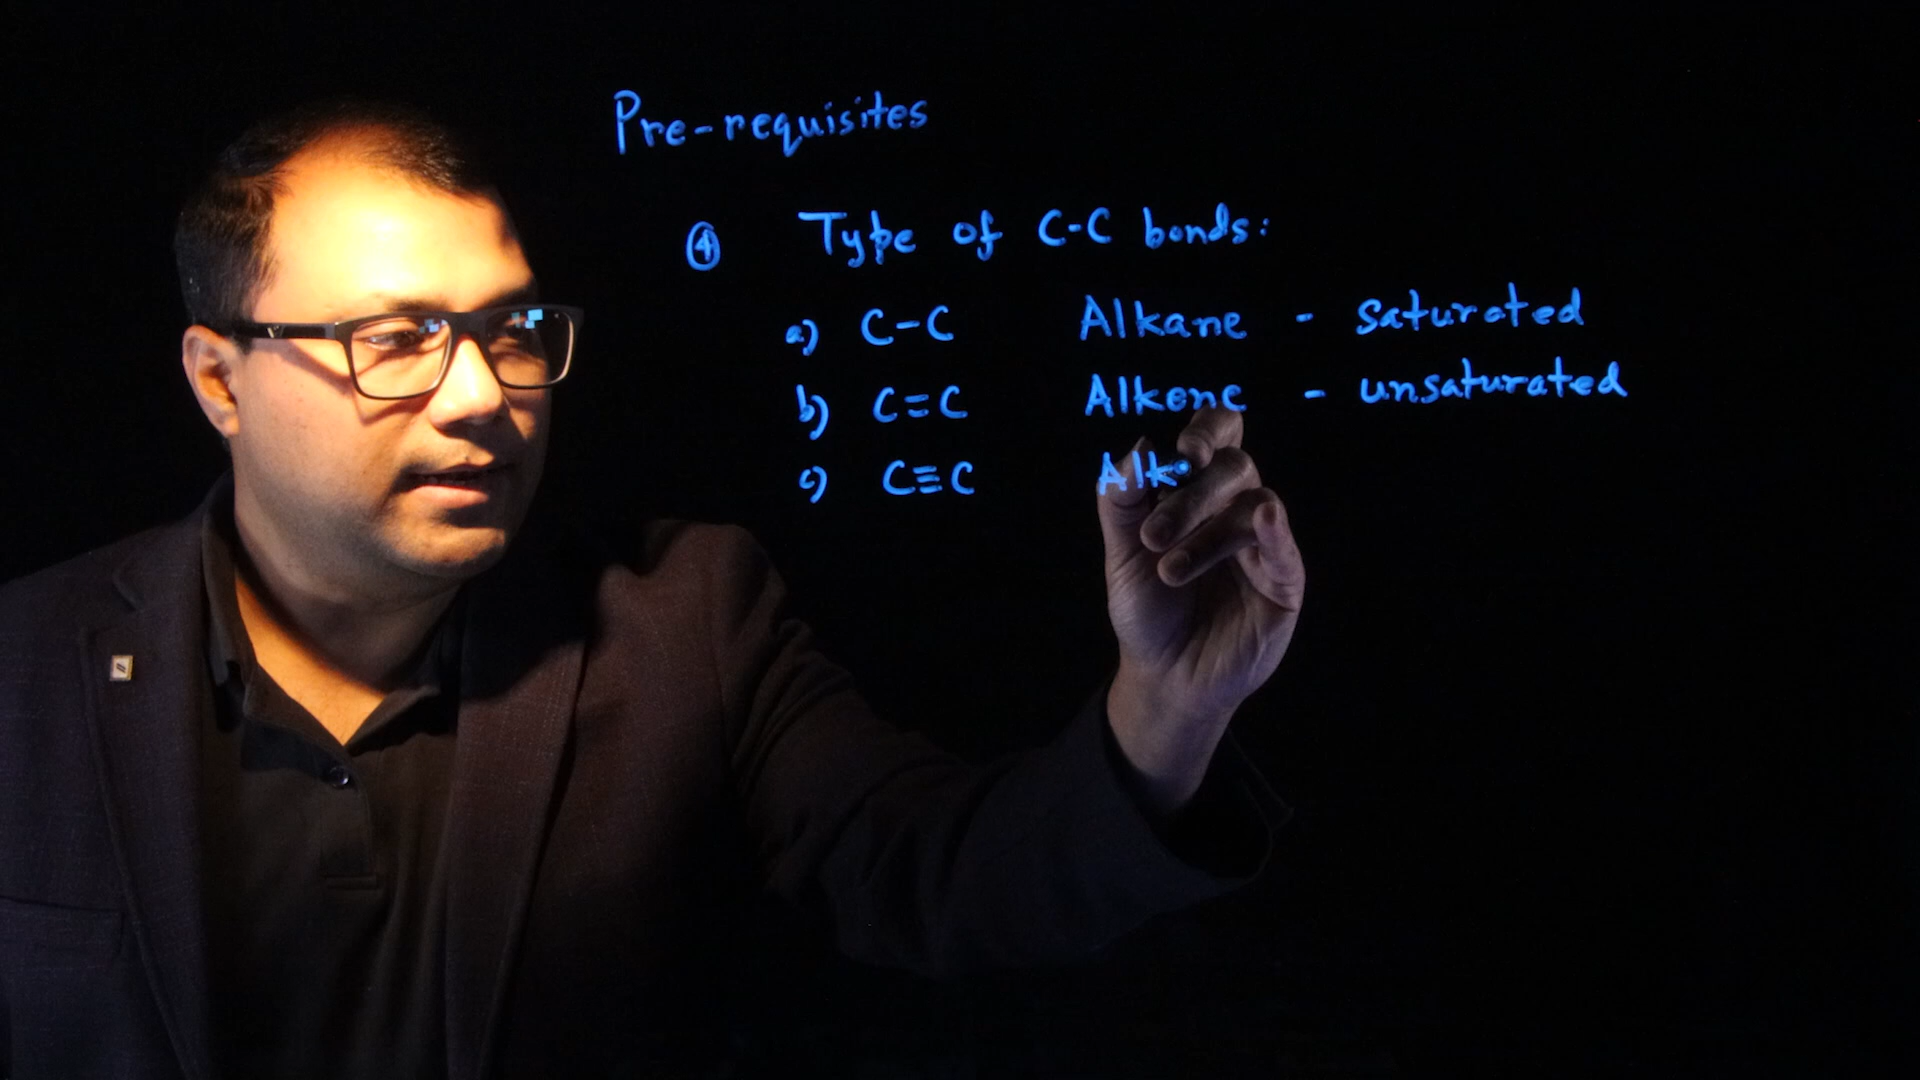 Pre-requisites
④ Type of C-C bonds:
a) C-C Alkane - saturated
b) C=C Alkene - unsaturated
c) C≡C Alk